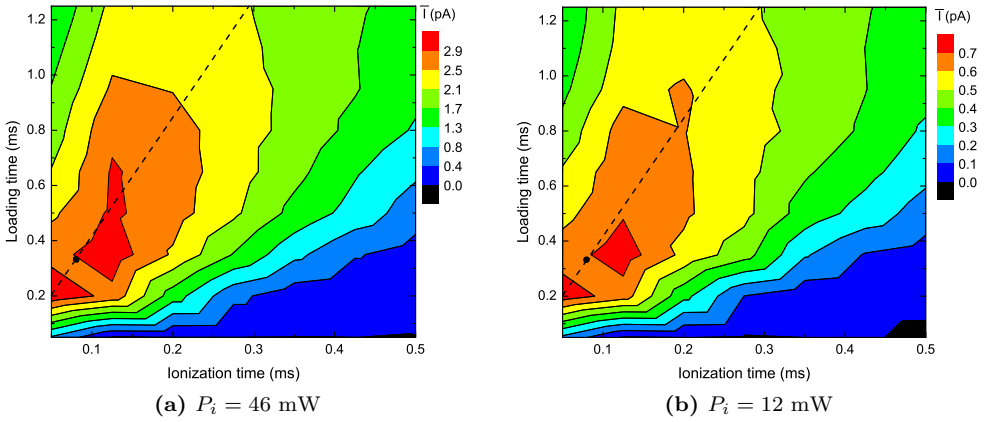 Ī (pA)
2.9
2.5
2.1
1.7
1.3
0.8
0.4
0.0
1.2
1.0
0.8
0.6
0.4
0.2
Loading time (ms)
0.1 0.2 0.3 0.4 0.5
Ionization time (ms)
(a) Pᵢ = 46 mW
Ī (pA)
0.7
0.6
0.5
0.4
0.3
0.2
0.1
0.0
1.2
1.0
0.8
0.6
0.4
0.2
Loading time (ms)
0.1 0.2 0.3 0.4 0.5
Ionization time (ms)
(b) Pᵢ = 12 mW